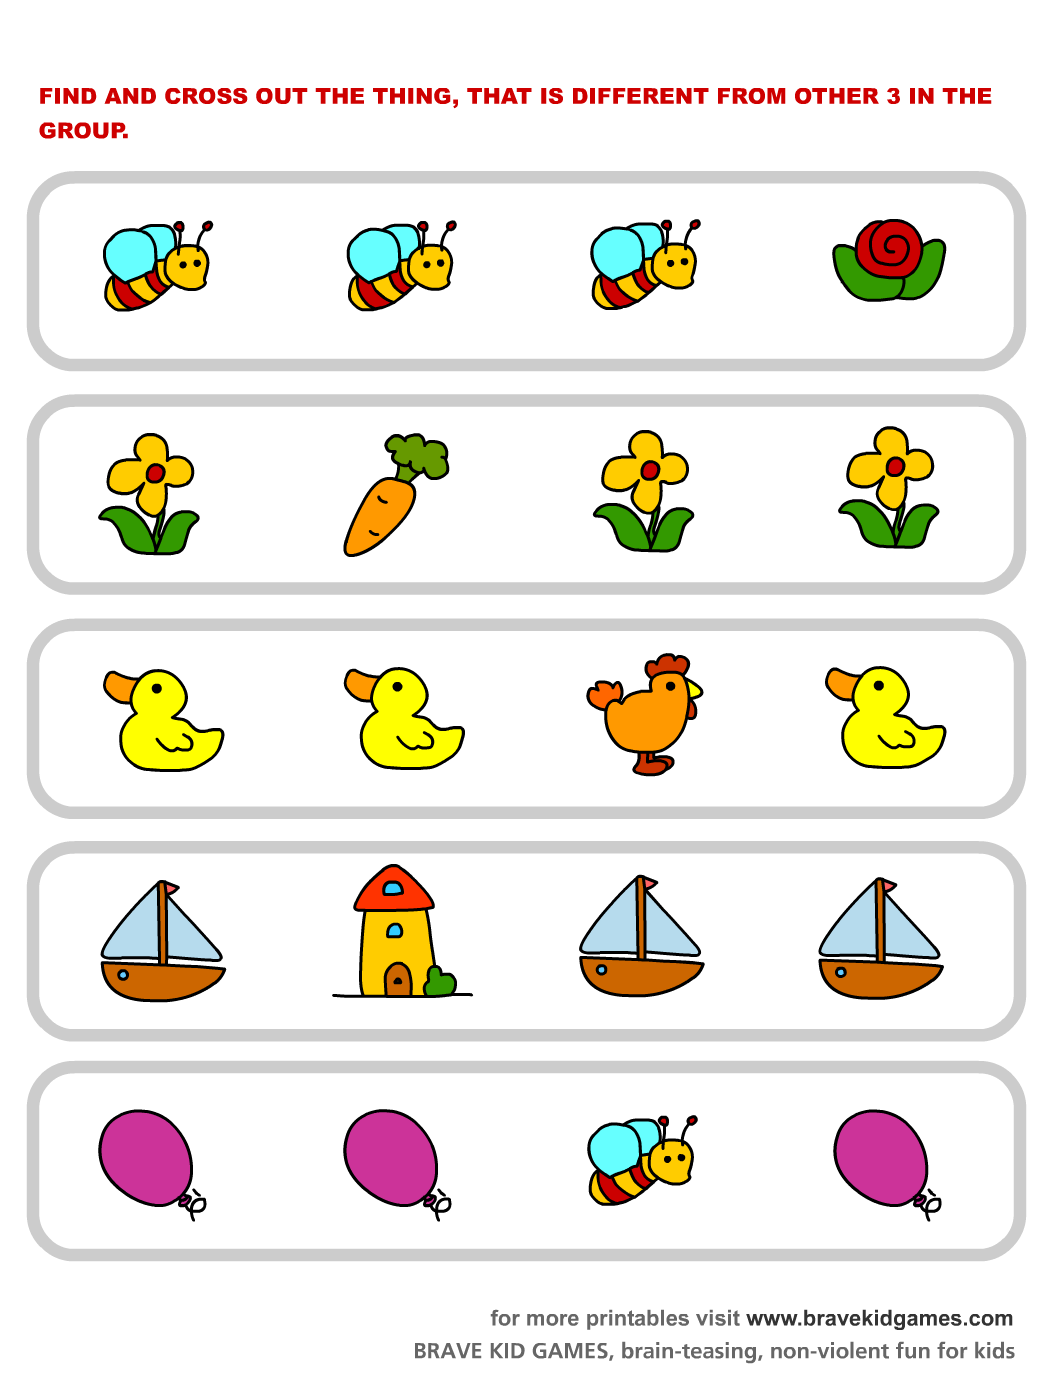 FIND AND CROSS OUT THE THING, THAT IS DIFFERENT FROM OTHER 3 IN THE
GROUP.
for more printables visit www.bravekidgames.com
BRAVE KID GAMES, brain-teasing, non-violent fun for kids